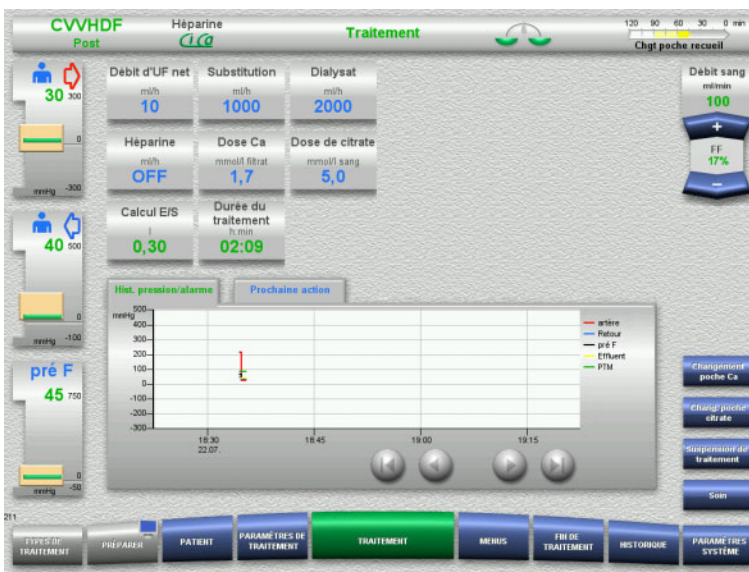 CVVHDF
Post
Héparine
CiCa
Traitement
120 90 60 30 0 min
Chgt poche recueil
30 300
0
mmHg -300
40 500
0
mmHg -100
pré F
45 750
0
mmHg -50
Débit d'UF net
ml/h
10
Substitution
ml/h
1000
Dialysat
ml/h
2000
Héparine
ml/h
OFF
Dose Ca
mmol/l filtrat
1,7
Dose de citrate
mmol/l sang
5,0
Calcul E/S
l
0,30
Durée du
traitement
h:min
02:09
Débit sang
ml/min
100
+
FF
17%
−
Hist. pression/alarme
Prochaine action
mmHg
500
400
300
200
100
0
-100
-200
-300
18:30
22.07.
18:45
19:00
19:15
artère
Retour
pré F
Effluent
PTM
Changement
poche Ca
Chang. poche
citrate
Suspension de
traitement
Soin
211
TYPES DE
TRAITEMENT
PRÉPARER
PATIENT
PARAMÈTRES DE
TRAITEMENT
TRAITEMENT
MENUS
FIN DE
TRAITEMENT
HISTORIQUE
PARAMÈTRES
SYSTÈME